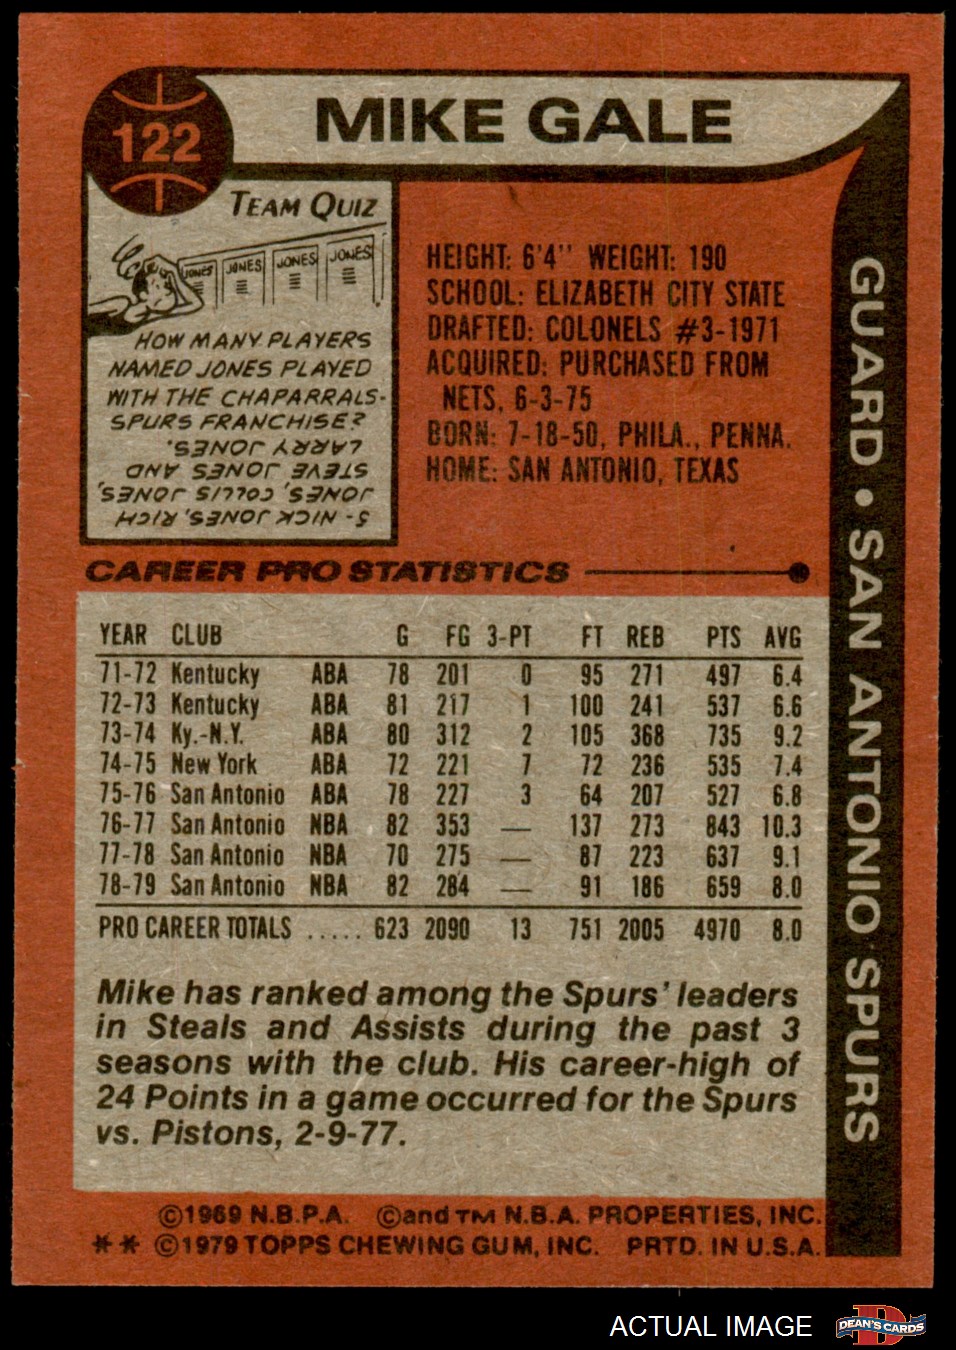 122
MIKE GALE
TEAM QUIZ
JONES JONES JONES JONES
HOW MANY PLAYERS
NAMED JONES PLAYED
WITH THE CHAPARRALS-
SPURS FRANCHISE?
5 - NICK JONES, RICH
JONES, COLLIS JONES,
STEVE JONES AND
LARRY JONES.
HEIGHT: 6'4" WEIGHT: 190
SCHOOL: ELIZABETH CITY STATE
DRAFTED: COLONELS #3-1971
ACQUIRED: PURCHASED FROM
NETS, 6-3-75
BORN: 7-18-50, PHILA., PENNA.
HOME: SAN ANTONIO, TEXAS
GUARD • SAN ANTONIO SPURS
CAREER PRO STATISTICS
YEAR CLUB G FG 3-PT FT REB PTS AVG
71-72 Kentucky ABA 78 201 0 95 271 497 6.4
72-73 Kentucky ABA 81 217 1 100 241 537 6.6
73-74 Ky.-N.Y. ABA 80 312 2 105 368 735 9.2
74-75 New York ABA 72 221 7 72 236 535 7.4
75-76 San Antonio ABA 78 227 3 64 207 527 6.8
76-77 San Antonio NBA 82 353 — 137 273 843 10.3
77-78 San Antonio NBA 70 275 — 87 223 637 9.1
78-79 San Antonio NBA 82 284 — 91 186 659 8.0
PRO CAREER TOTALS ..... 623 2090 13 751 2005 4970 8.0
Mike has ranked among the Spurs' leaders
in Steals and Assists during the past 3
seasons with the club. His career-high of
24 Points in a game occurred for the Spurs
vs. Pistons, 2-9-77.
©1969 N.B.P.A. ©and TM N.B.A. PROPERTIES, INC.
** ©1979 TOPPS CHEWING GUM, INC. PRTD. IN U.S.A.
ACTUAL IMAGE
D
DEAN'S CARDS